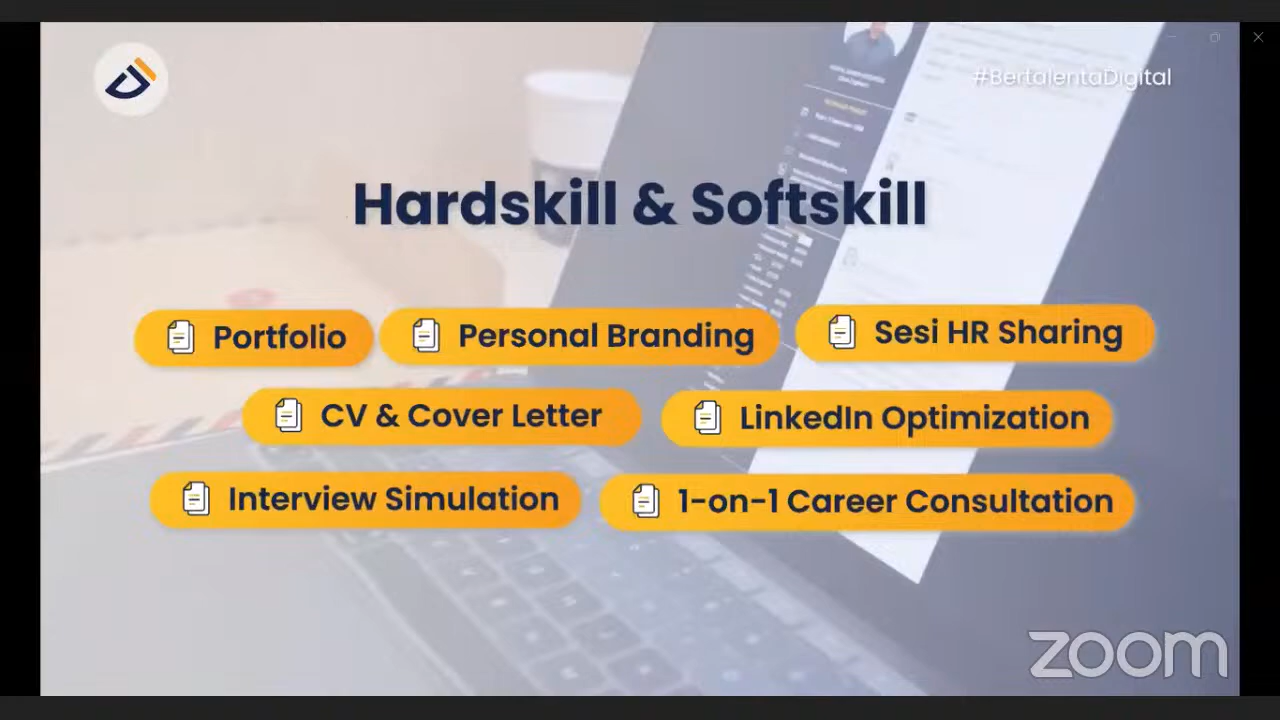 #BertalentaDigital
Hardskill & Softskill
Portfolio
Personal Branding
Sesi HR Sharing
CV & Cover Letter
LinkedIn Optimization
Interview Simulation
1-on-1 Career Consultation
zoom